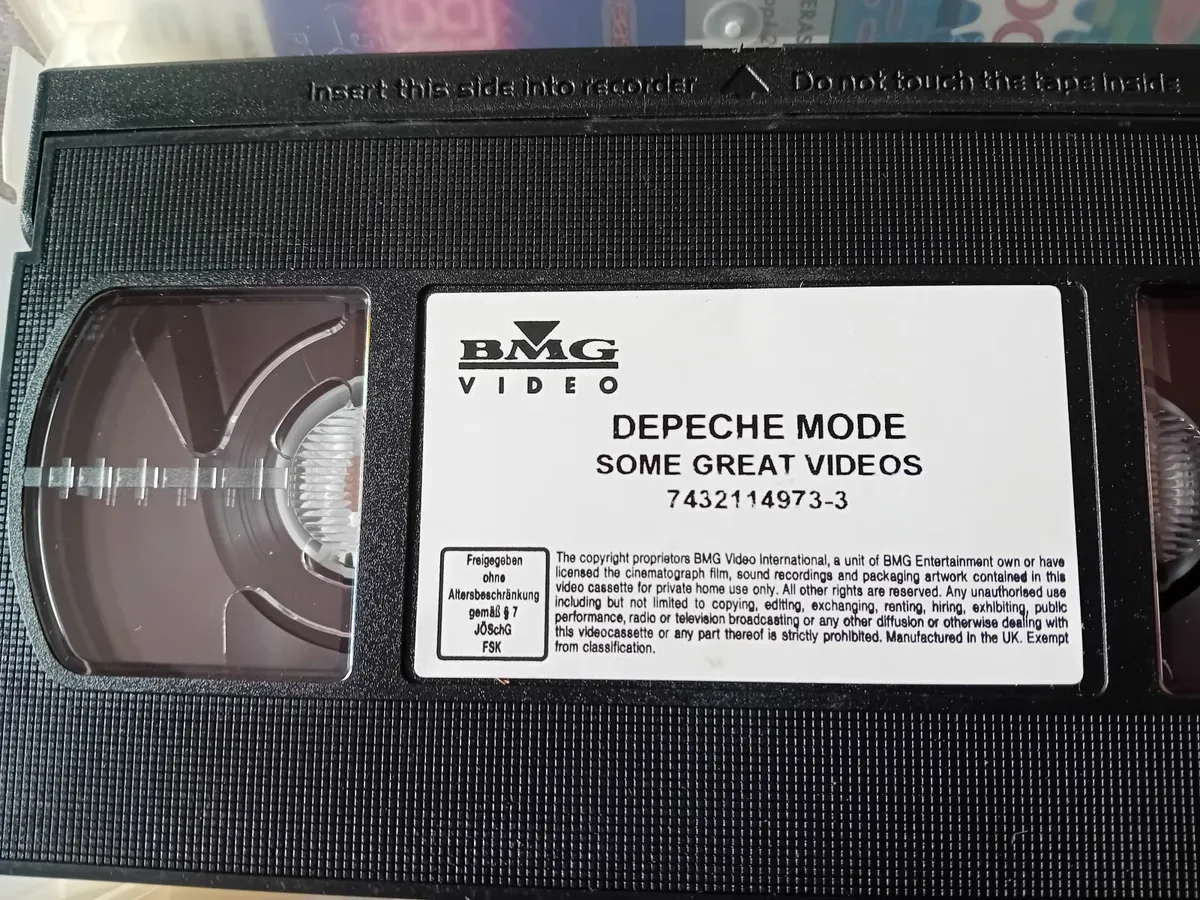 Insert this side into recorder Do not touch the tape inside
BMG
VIDEO
DEPECHE MODE
SOME GREAT VIDEOS
7432114973-3
Freigegeben
ohne
Altersbeschränkung
gemäß § 7
JÖSchG
FSK
The copyright proprietors BMG Video International, a unit of BMG Entertainment own or have
licensed the cinematograph film, sound recordings and packaging artwork contained in this
video cassette for private home use only. All other rights are reserved. Any unauthorised use
including but not limited to copying, editing, exchanging, renting, hiring, exhibiting, public
performance, radio or television broadcasting or any other diffusion or otherwise dealing with
this videocassette or any part thereof is strictly prohibited. Manufactured in the UK. Exempt
from classification.